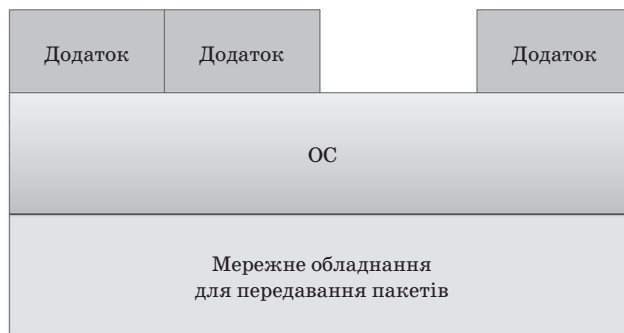 Додаток
Додаток
Додаток
ОС
Мережне обладнання
для передавання пакетів